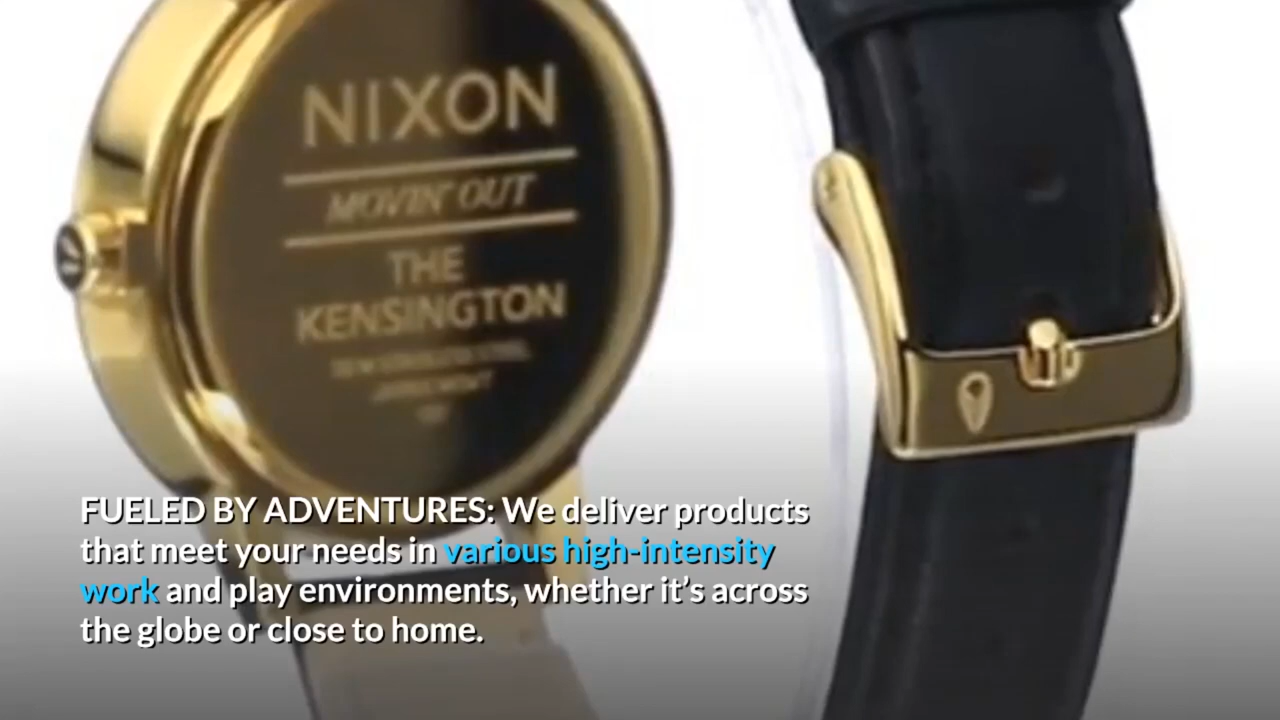 NIXON
MOVIN' OUT
THE
KENSINGTON
FUELED BY ADVENTURES: We deliver products
that meet your needs in various high-intensity
work and play environments, whether it’s across
the globe or close to home.